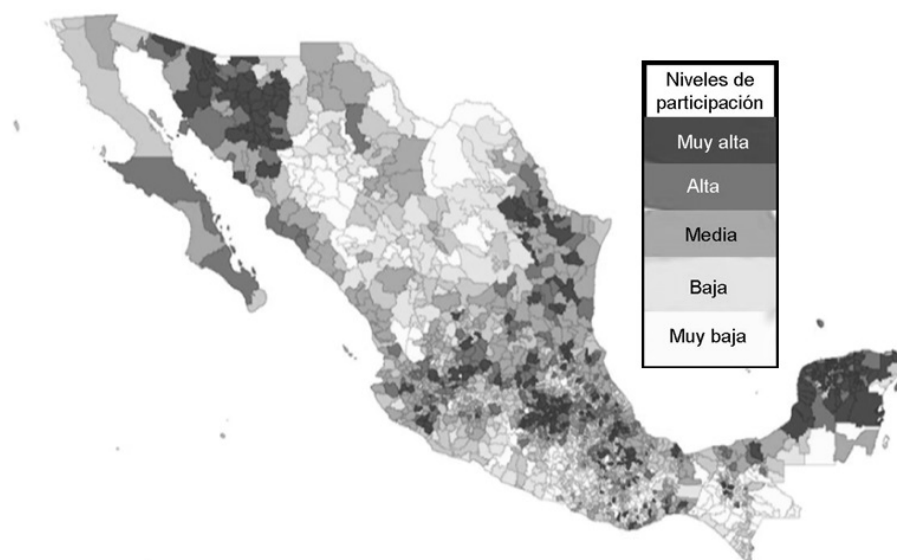 Niveles de
participación
Muy alta
Alta
Media
Baja
Muy baja